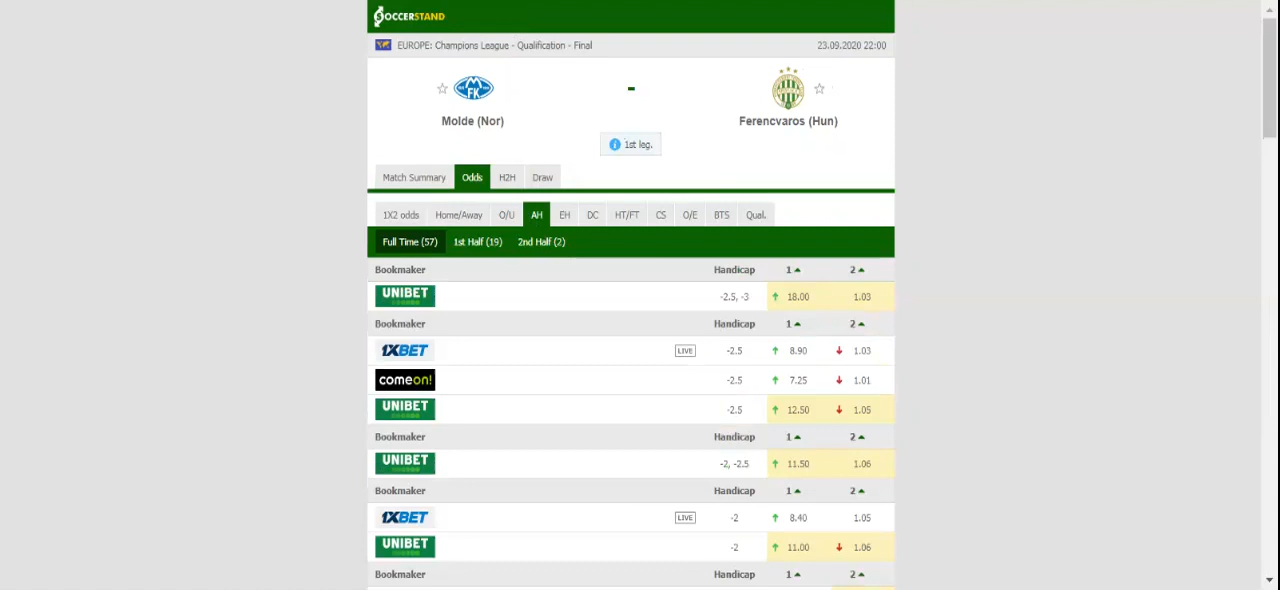 SOCCERSTAND
EUROPE: Champions League - Qualification - Final 23.09.2020 22:00
Molde (Nor) - Ferencvaros (Hun)
1st leg.
Match Summary Odds H2H Draw
1X2 odds Home/Away O/U AH EH DC HT/FT CS O/E BTS Qual.
Full Time (57) 1st Half (19) 2nd Half (2)
Bookmaker Handicap 1 2
UNIBET -2.5, -3 18.00 1.03
Bookmaker Handicap 1 2
1XBET LIVE -2.5 8.90 1.03
comeon! -2.5 7.25 1.01
UNIBET -2.5 12.50 1.05
Bookmaker Handicap 1 2
UNIBET -2, -2.5 11.50 1.06
Bookmaker Handicap 1 2
1XBET LIVE -2 8.40 1.05
UNIBET -2 11.00 1.06
Bookmaker Handicap 1 2